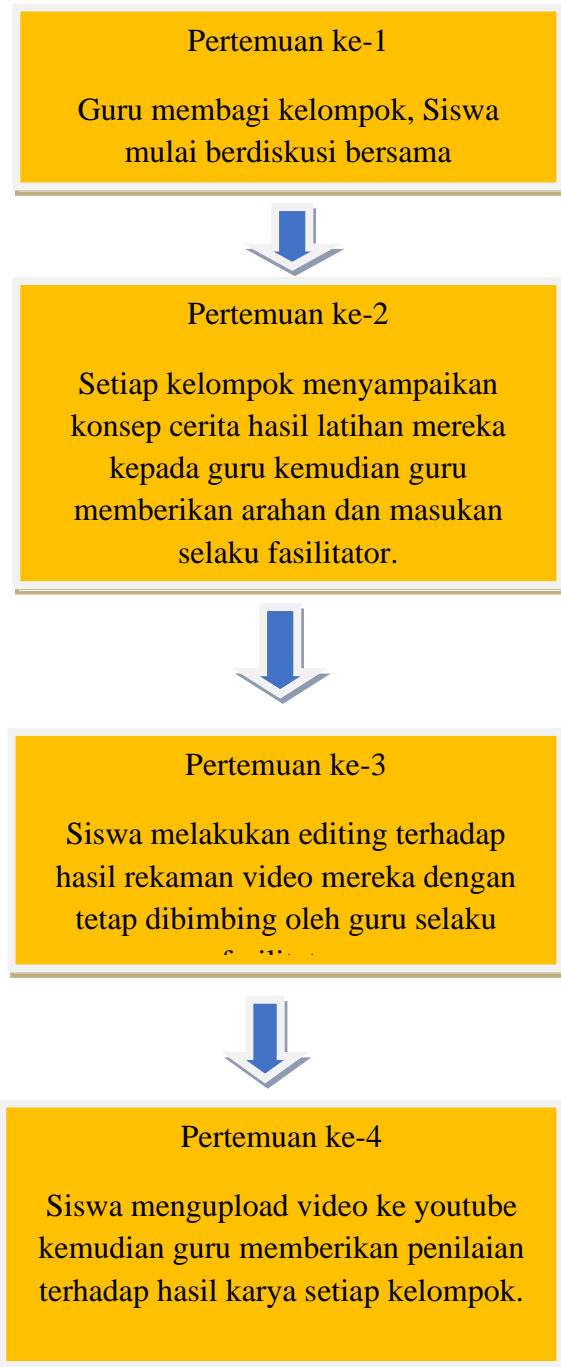 Pertemuan ke-1
Guru membagi kelompok, Siswa
mulai berdiskusi bersama
Pertemuan ke-2
Setiap kelompok menyampaikan
konsep cerita hasil latihan mereka
kepada guru kemudian guru
memberikan arahan dan masukan
selaku fasilitator.
Pertemuan ke-3
Siswa melakukan editing terhadap
hasil rekaman video mereka dengan
tetap dibimbing oleh guru selaku
Pertemuan ke-4
Siswa mengupload video ke youtube
kemudian guru memberikan penilaian
terhadap hasil karya setiap kelompok.